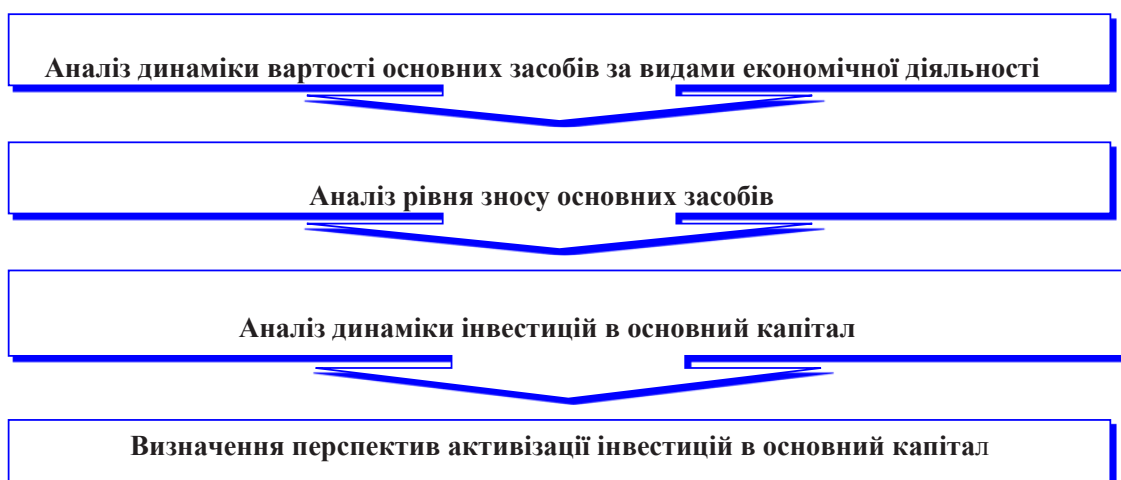 Аналіз динаміки вартості основних засобів за видами економічної діяльності
Аналіз рівня зносу основних засобів
Аналіз динаміки інвестицій в основний капітал
Визначення перспектив активізації інвестицій в основний капітал